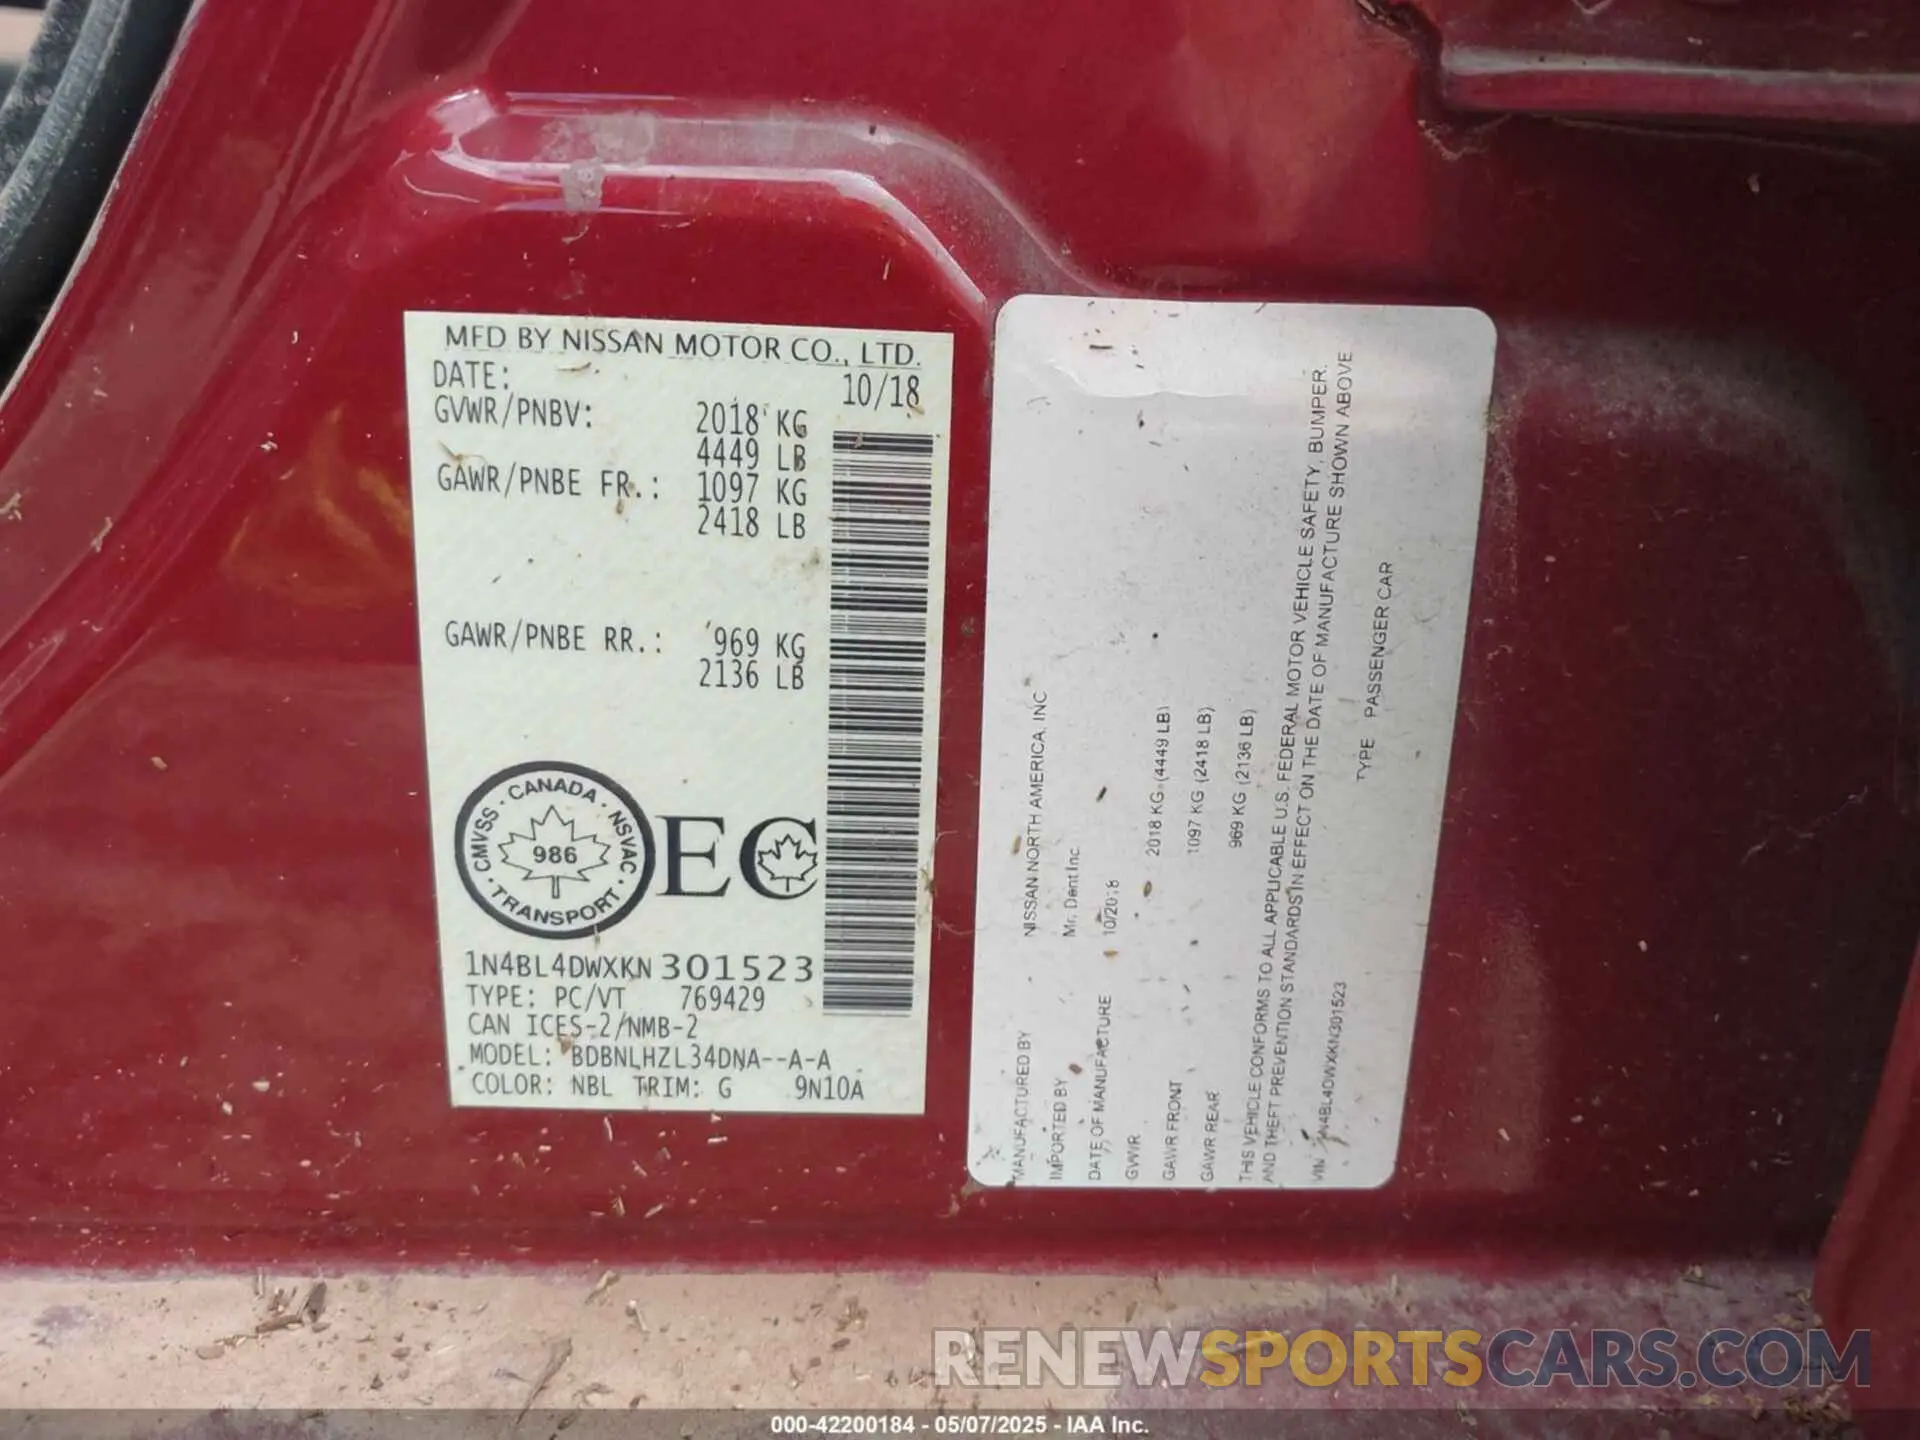 MFD BY NISSAN MOTOR CO., LTD.
DATE: 10/18
GVWR/PNBV: 2018 KG
4449 LB
GAWR/PNBE FR.: 1097 KG
2418 LB
GAWR/PNBE RR.: 969 KG
2136 LB
CMVSS · CANADA · NSVAC · TRANSPORT ·
986
EC
1N4BL4DWXKN301523
TYPE: PC/VT 769429
CAN ICES-2/NMB-2
MODEL: BDBNLHZL34DNA--A-A
COLOR: NBL TRIM: G 9N10A
MANUFACTURED BY NISSAN NORTH AMERICA, INC
IMPORTED BY Mr. Dent Inc.
DATE OF MANUFACTURE 10/2018
GVWR 2018 KG (4449 LB)
GAWR FRONT 1097 KG (2418 LB)
GAWR REAR 969 KG (2136 LB)
THIS VEHICLE CONFORMS TO ALL APPLICABLE U.S. FEDERAL MOTOR VEHICLE SAFETY, BUMPER,
AND THEFT PREVENTION STANDARDS IN EFFECT ON THE DATE OF MANUFACTURE SHOWN ABOVE
VIN 1N4BL4DWXKN301523 TYPE PASSENGER CAR
RENEWSPORTSCARS.COM
000-42200184 - 05/07/2025 - IAA Inc.